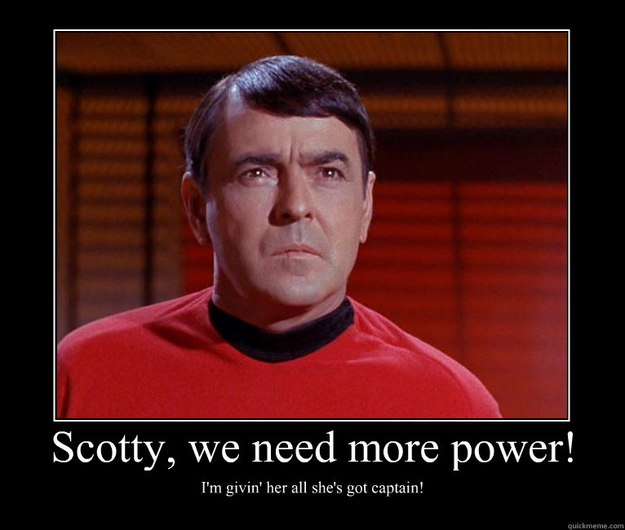 Scotty, we need more power!
I'm givin' her all she's got captain!
quickmeme.com